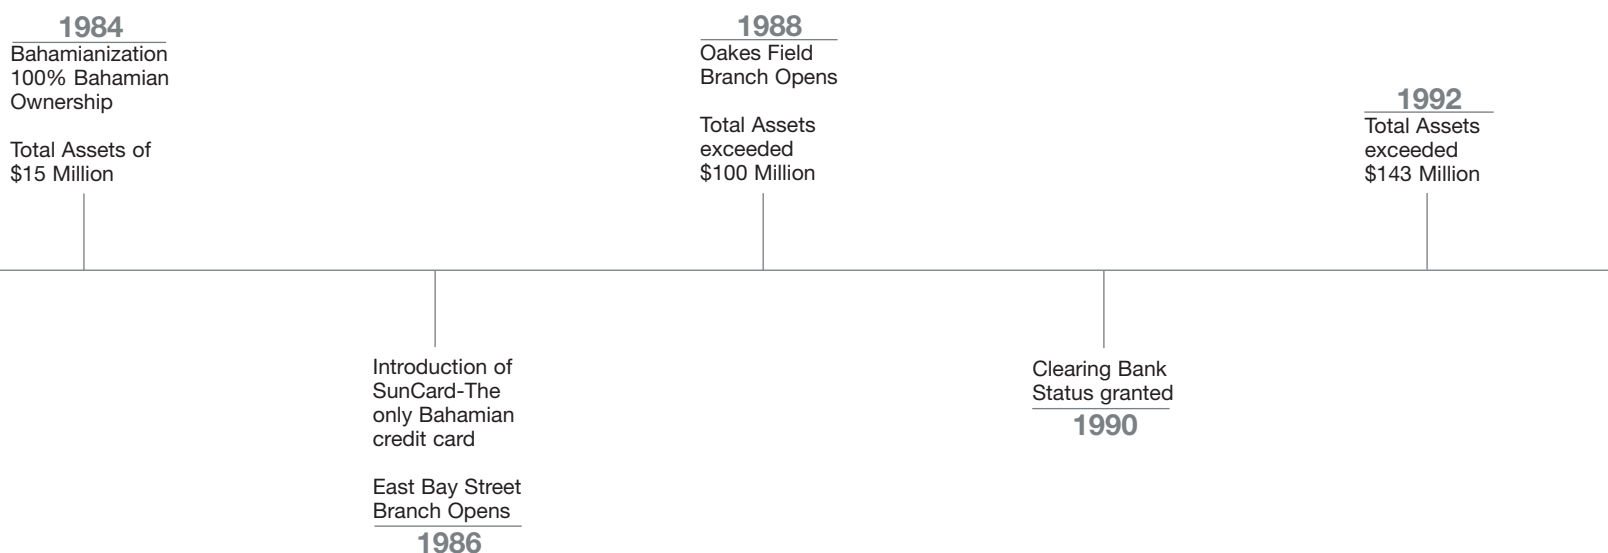 1984
Bahamianization
100% Bahamian
Ownership
Total Assets of
$15 Million
Introduction of
SunCard-The
only Bahamian
credit card
East Bay Street
Branch Opens
1986
1988
Oakes Field
Branch Opens
Total Assets
exceeded
$100 Million
Clearing Bank
Status granted
1990
1992
Total Assets
exceeded
$143 Million